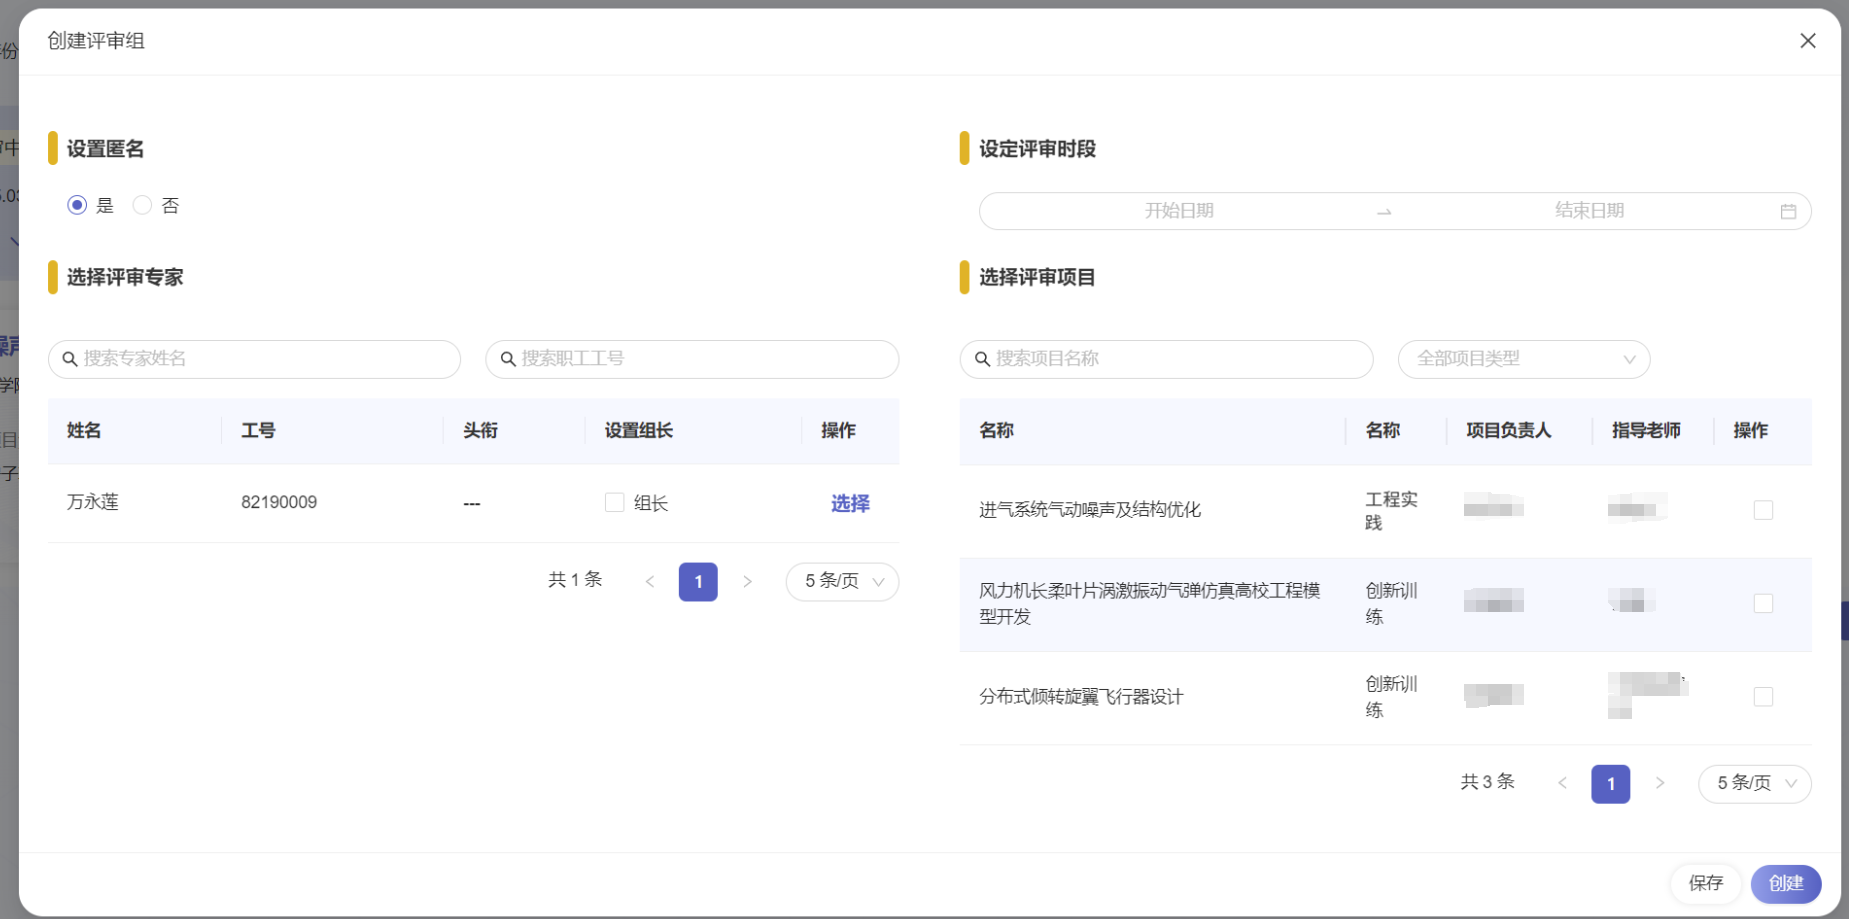 创建评审组
份
设置匿名
设定评审时段
是 否
开始日期 → 结束日期
选择评审专家
选择评审项目
搜索专家姓名
搜索职工工号
搜索项目名称
全部项目类型
姓名 工号 头衔 设置组长 操作
万永莲 82190009 --- 组长 选择
共 1 条 < 1 > 5 条/页
名称 名称 项目负责人 指导老师 操作
进气系统气动噪声及结构优化 工程实
践
风力机长柔叶片涡激振动气弹仿真高校工程模 创新训
型开发 练
分布式倾转旋翼飞行器设计 创新训
练
共 3 条 < 1 > 5 条/页
保存 创建